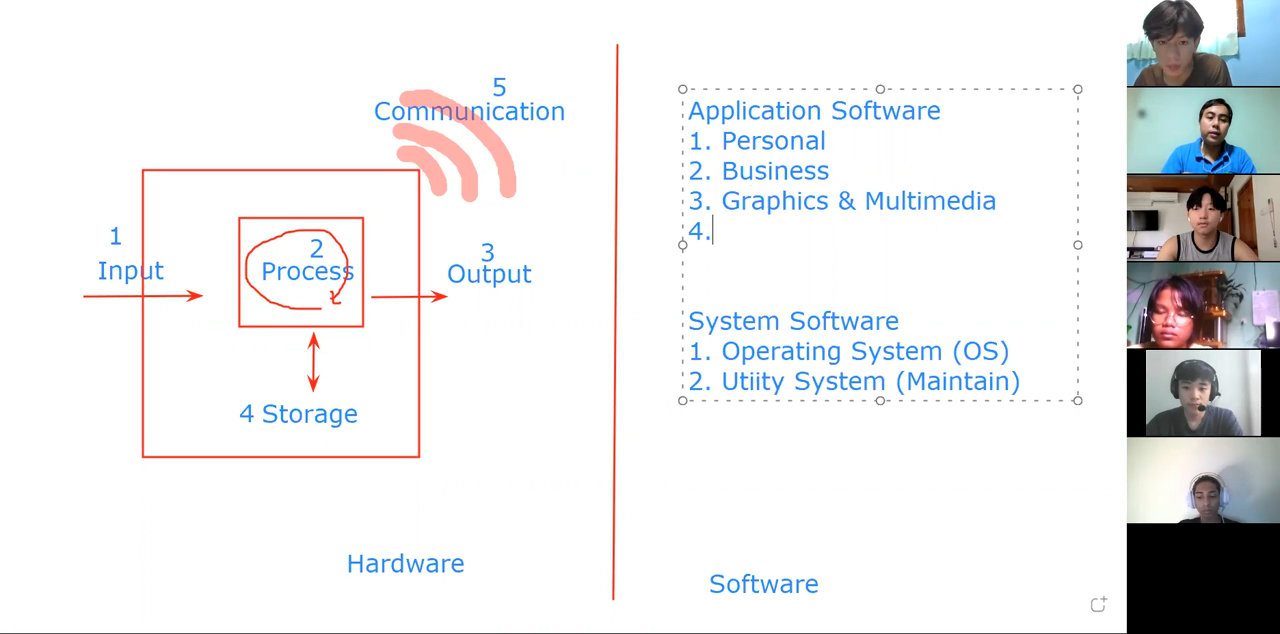 5
Communication
1
Input
2
Process
3
Output
4 Storage
Hardware
Application Software
1. Personal
2. Business
3. Graphics & Multimedia
4.
System Software
1. Operating System (OS)
2. Utiity System (Maintain)
Software